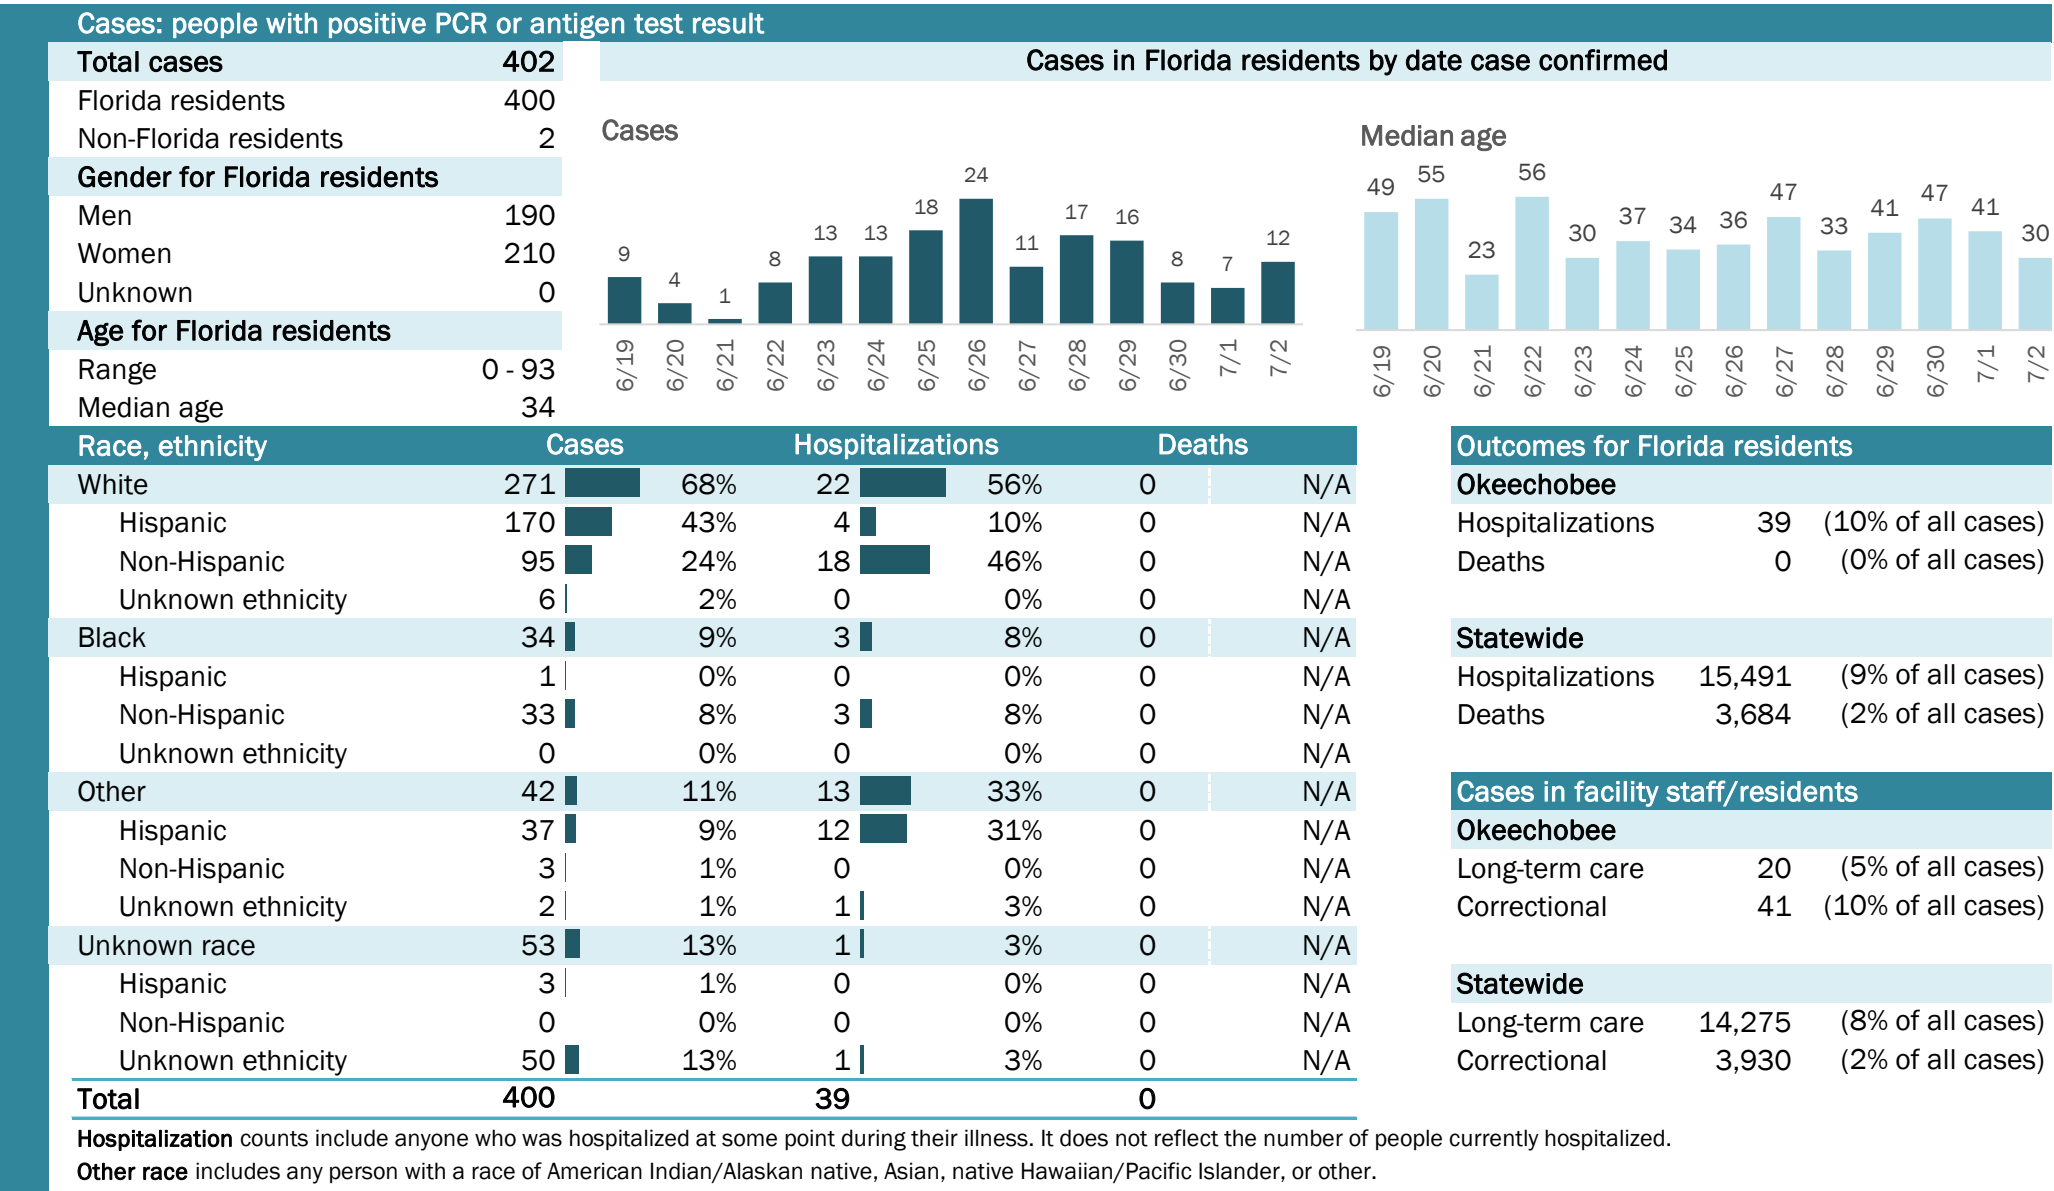 Cases: people with positive PCR or antigen test result
Total cases 402
Florida residents 400
Non-Florida residents 2
Gender for Florida residents
Men 190
Women 210
Unknown 0
Age for Florida residents
Range 0 - 93
Median age 34
Cases in Florida residents by date case confirmed
Cases
9 4 1 8 13 13 18 24 11 17 16 8 7 12
6/19 6/20 6/21 6/22 6/23 6/24 6/25 6/26 6/27 6/28 6/29 6/30 7/1 7/2
Median age
49 55 23 56 30 37 34 36 47 33 41 47 41 30
6/19 6/20 6/21 6/22 6/23 6/24 6/25 6/26 6/27 6/28 6/29 6/30 7/1 7/2
Race, ethnicity Cases Hospitalizations Deaths
White 271 68% 22 56% 0 N/A
Hispanic 170 43% 4 10% 0 N/A
Non-Hispanic 95 24% 18 46% 0 N/A
Unknown ethnicity 6 2% 0 0% 0 N/A
Black 34 9% 3 8% 0 N/A
Hispanic 1 0% 0 0% 0 N/A
Non-Hispanic 33 8% 3 8% 0 N/A
Unknown ethnicity 0 0% 0 0% 0 N/A
Other 42 11% 13 33% 0 N/A
Hispanic 37 9% 12 31% 0 N/A
Non-Hispanic 3 1% 0 0% 0 N/A
Unknown ethnicity 2 1% 1 3% 0 N/A
Unknown race 53 13% 1 3% 0 N/A
Hispanic 3 1% 0 0% 0 N/A
Non-Hispanic 0 0% 0 0% 0 N/A
Unknown ethnicity 50 13% 1 3% 0 N/A
Total 400 39 0
Outcomes for Florida residents
Okeechobee
Hospitalizations 39 (10% of all cases)
Deaths 0 (0% of all cases)
Statewide
Hospitalizations 15,491 (9% of all cases)
Deaths 3,684 (2% of all cases)
Cases in facility staff/residents
Okeechobee
Long-term care 20 (5% of all cases)
Correctional 41 (10% of all cases)
Statewide
Long-term care 14,275 (8% of all cases)
Correctional 3,930 (2% of all cases)
Hospitalization counts include anyone who was hospitalized at some point during their illness. It does not reflect the number of people currently hospitalized.
Other race includes any person with a race of American Indian/Alaskan native, Asian, native Hawaiian/Pacific Islander, or other.